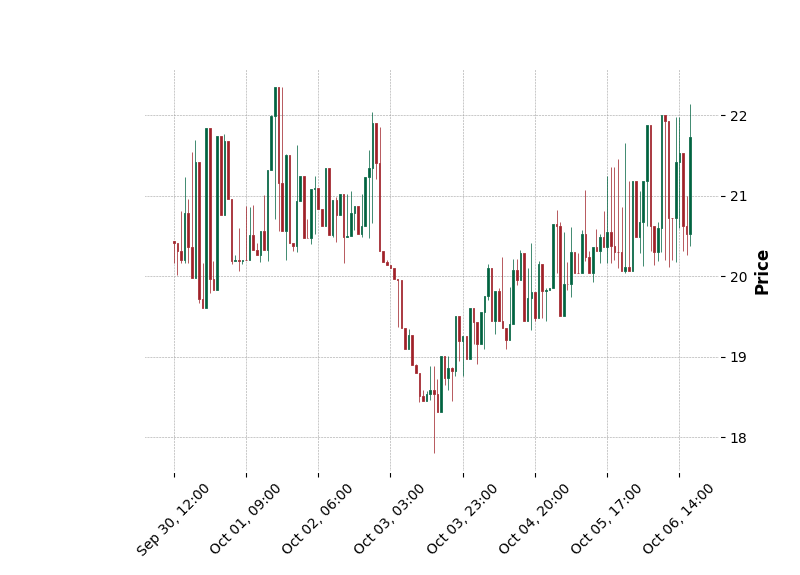 22
21
20
19
18
Price
Sep 30, 12:00
Oct 01, 09:00
Oct 02, 06:00
Oct 03, 03:00
Oct 03, 23:00
Oct 04, 20:00
Oct 05, 17:00
Oct 06, 14:00